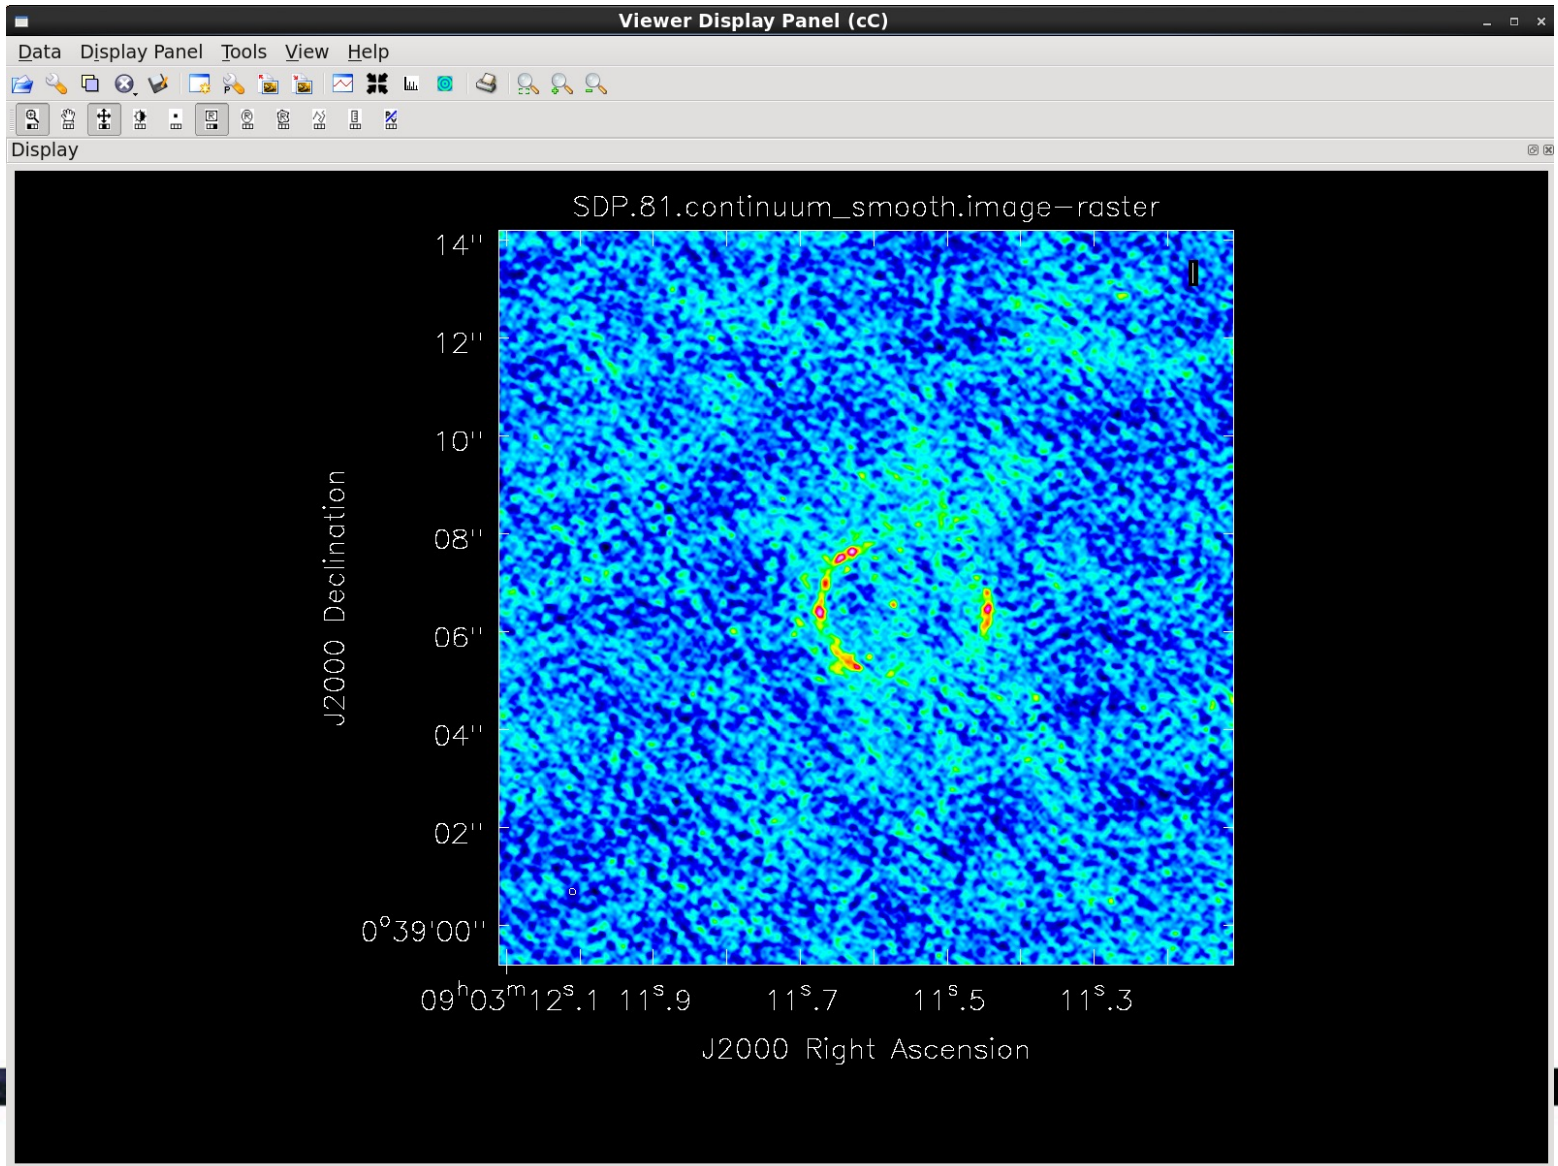 Viewer Display Panel (cC)
Data Display Panel Tools View Help
Display
SDP.81.continuum_smooth.image-raster
14''
12''
10''
08''
06''
04''
02''
0°39'00''
J2000 Declination
09ʰ03ᵐ12ˢ.1 11ˢ.9 11ˢ.7 11ˢ.5 11ˢ.3
J2000 Right Ascension